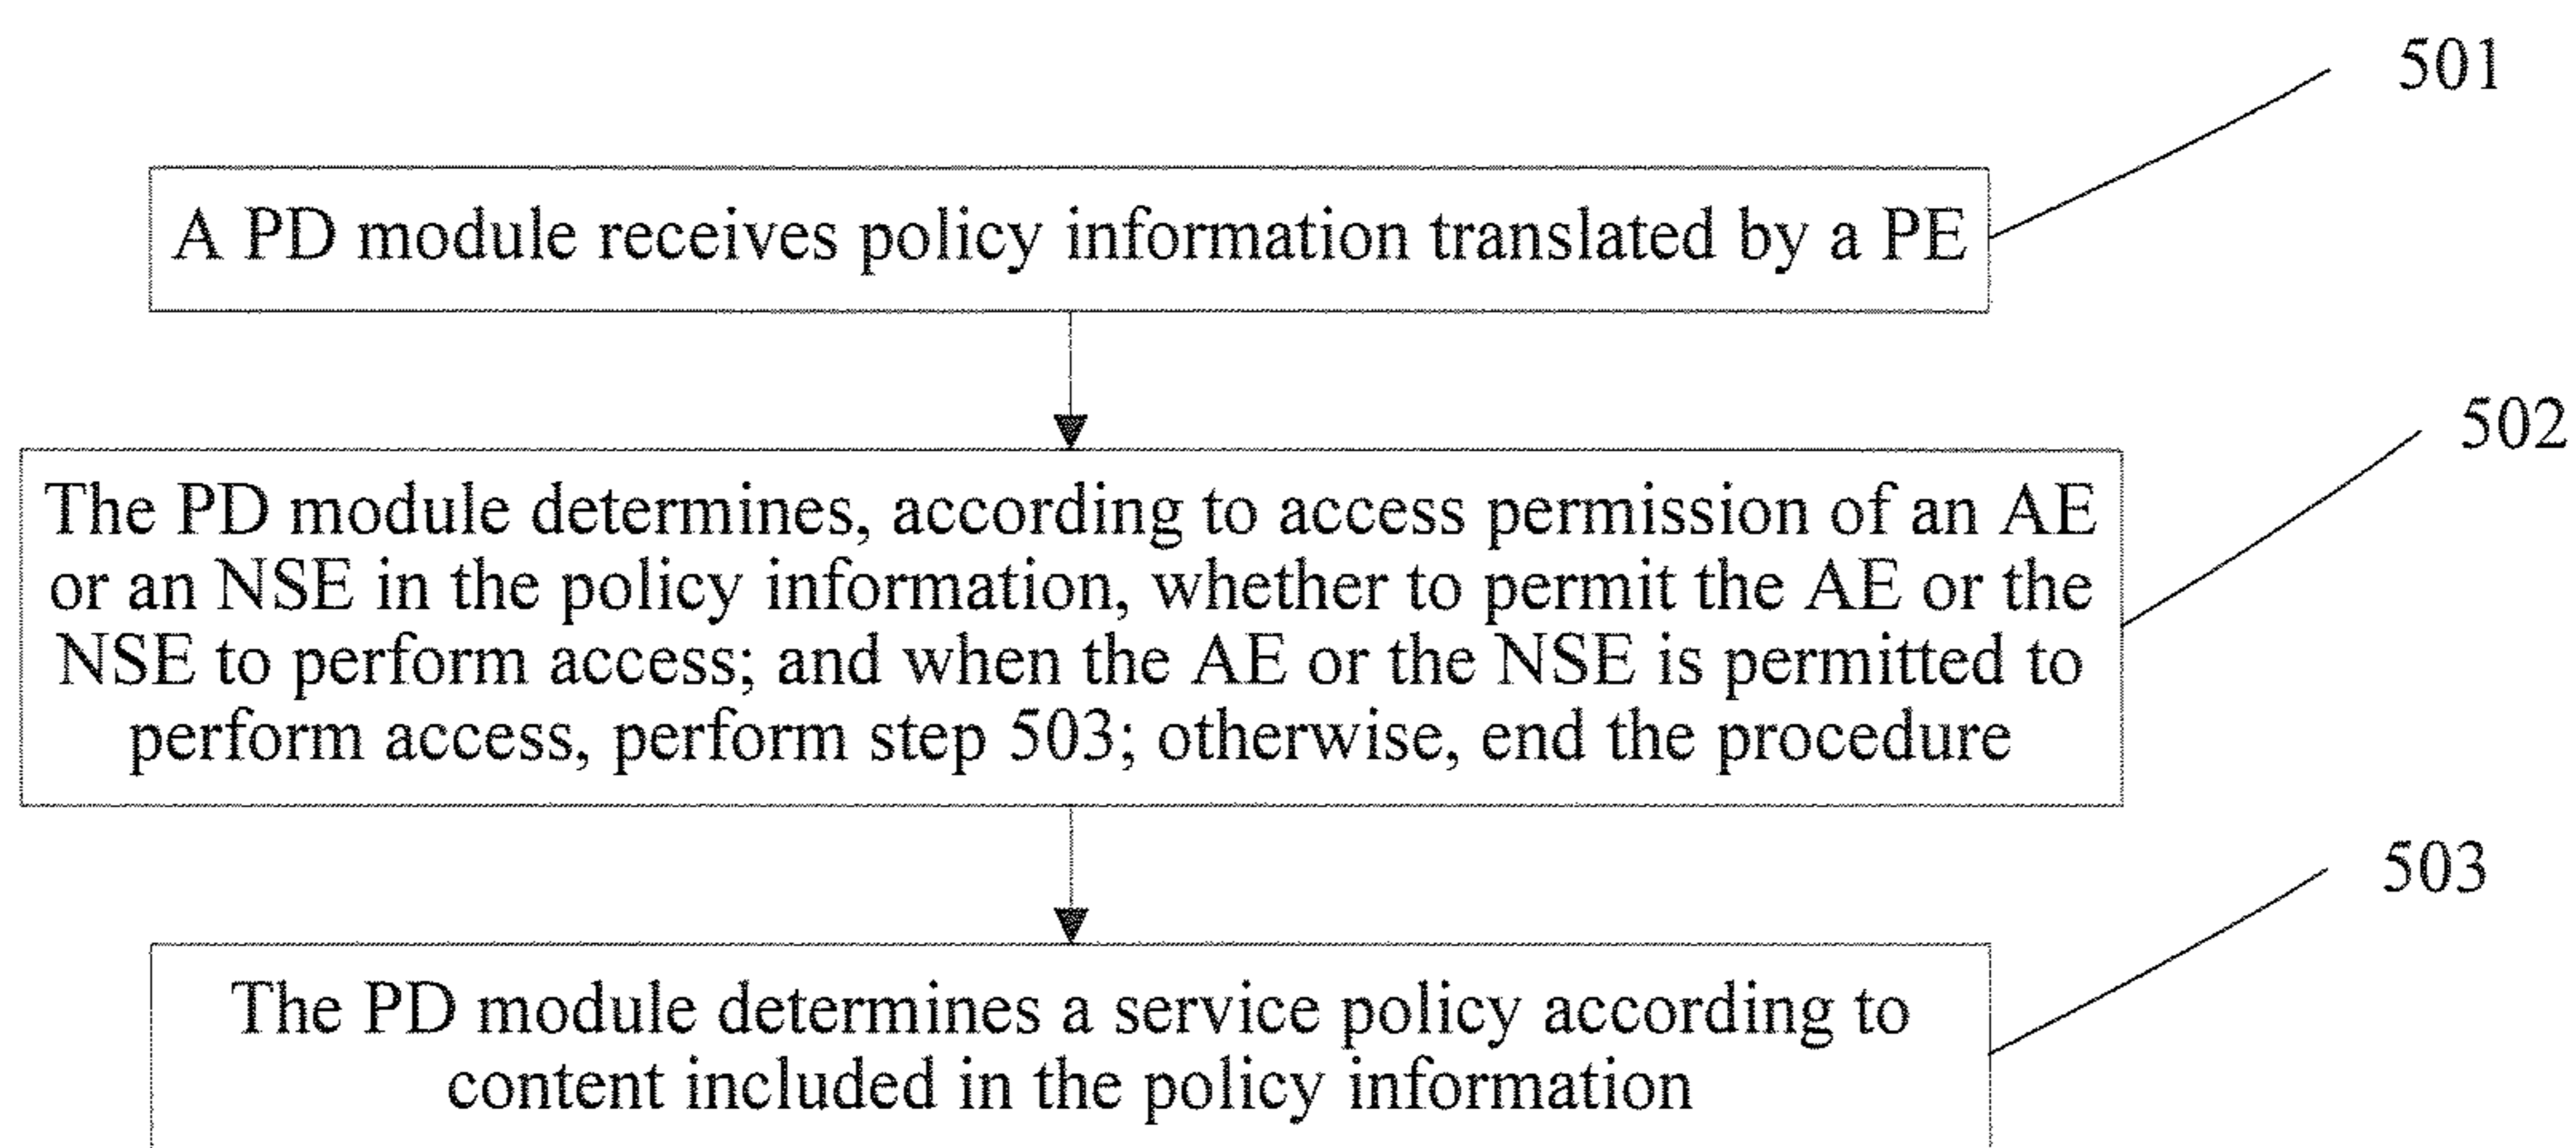 501
A PD module receives policy information translated by a PE
502
The PD module determines, according to access permission of an AE
or an NSE in the policy information, whether to permit the AE or the
NSE to perform access; and when the AE or the NSE is permitted to
perform access, perform step 503; otherwise, end the procedure
503
The PD module determines a service policy according to
content included in the policy information